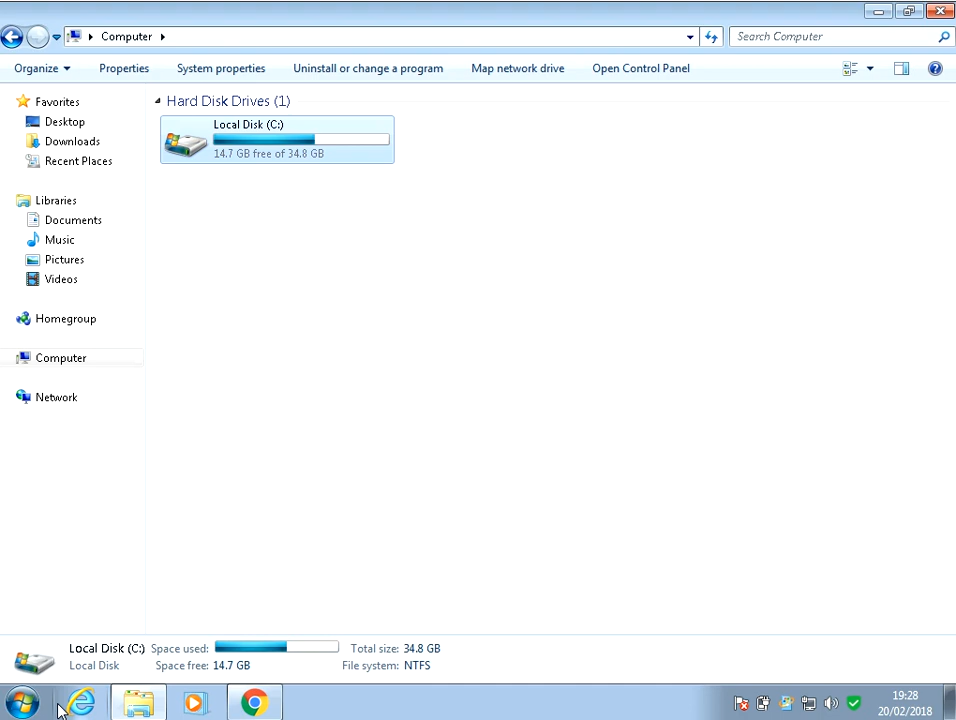 Computer
Search Computer
Organize
Properties
System properties
Uninstall or change a program
Map network drive
Open Control Panel
Favorites
Desktop
Downloads
Recent Places
Libraries
Documents
Music
Pictures
Videos
Homegroup
Computer
Network
Hard Disk Drives (1)
Local Disk (C:)
14.7 GB free of 34.8 GB
Local Disk (C:) Space used: Total size: 34.8 GB
Local Disk Space free: 14.7 GB File system: NTFS
19:28
20/02/2018